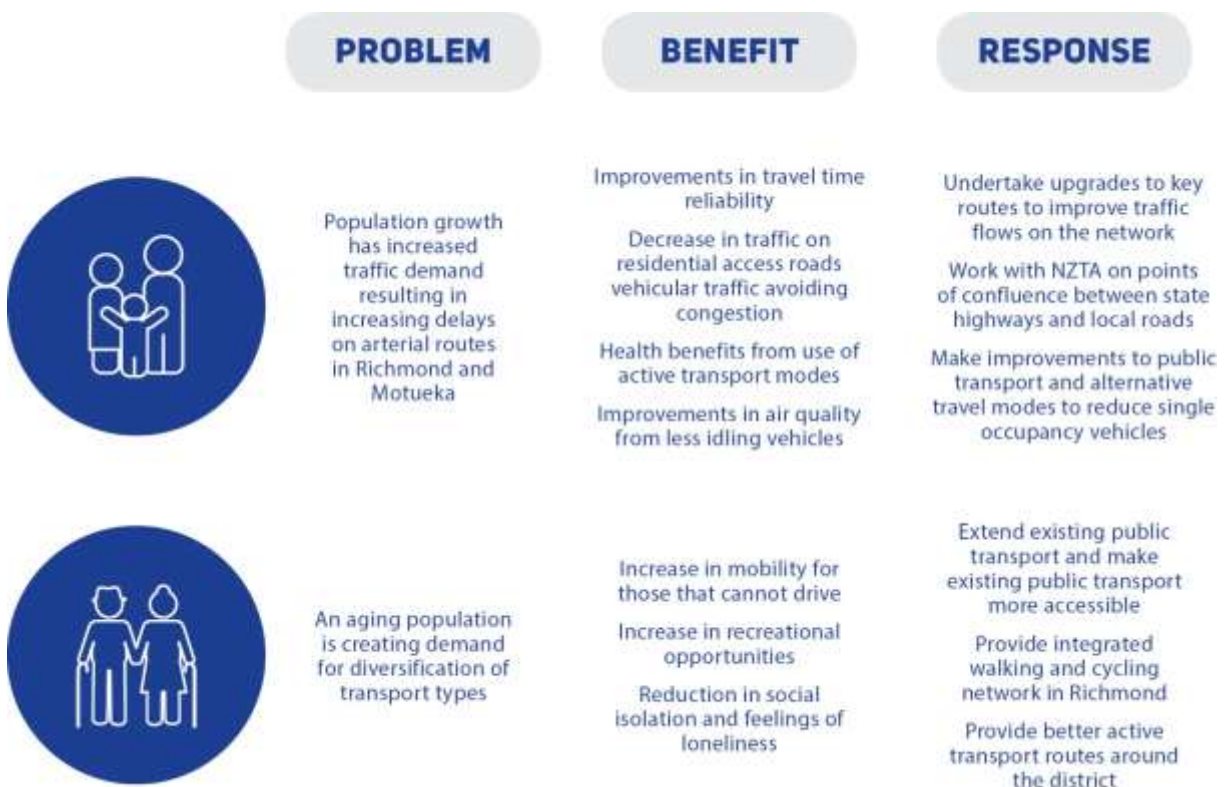 PROBLEM
BENEFIT
RESPONSE
Population growth
has increased
traffic demand
resulting in
increasing delays
on arterial routes
in Richmond and
Motueka
Improvements in travel time
reliability
Decrease in traffic on
residential access roads
vehicular traffic avoiding
congestion
Health benefits from use of
active transport modes
Improvements in air quality
from less idling vehicles
Undertake upgrades to key
routes to improve traffic
flows on the network
Work with NZTA on points
of confluence between state
highways and local roads
Make improvements to public
transport and alternative
travel modes to reduce single
occupancy vehicles
An aging population
is creating demand
for diversification of
transport types
Increase in mobility for
those that cannot drive
Increase in recreational
opportunities
Reduction in social
isolation and feelings of
loneliness
Extend existing public
transport and make
existing public transport
more accessible
Provide integrated
walking and cycling
network in Richmond
Provide better active
transport routes around
the district